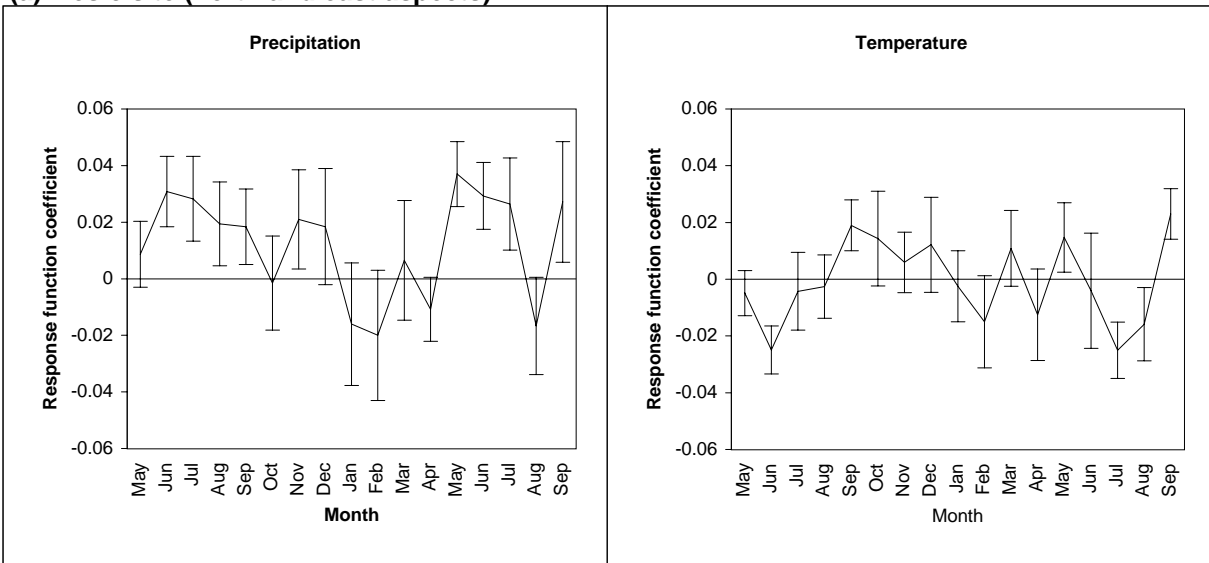 Precipitation
Response function coefficient
0.06
0.04
0.02
0
-0.02
-0.04
-0.06
May Jun Jul Aug Sep Oct Nov Dec Jan Feb Mar Apr May Jun Jul Aug Sep
Month
Temperature
Response function coefficient
0.06
0.04
0.02
0
-0.02
-0.04
-0.06
May Jun Jul Aug Sep Oct Nov Dec Jan Feb Mar Apr May Jun Jul Aug Sep
Month